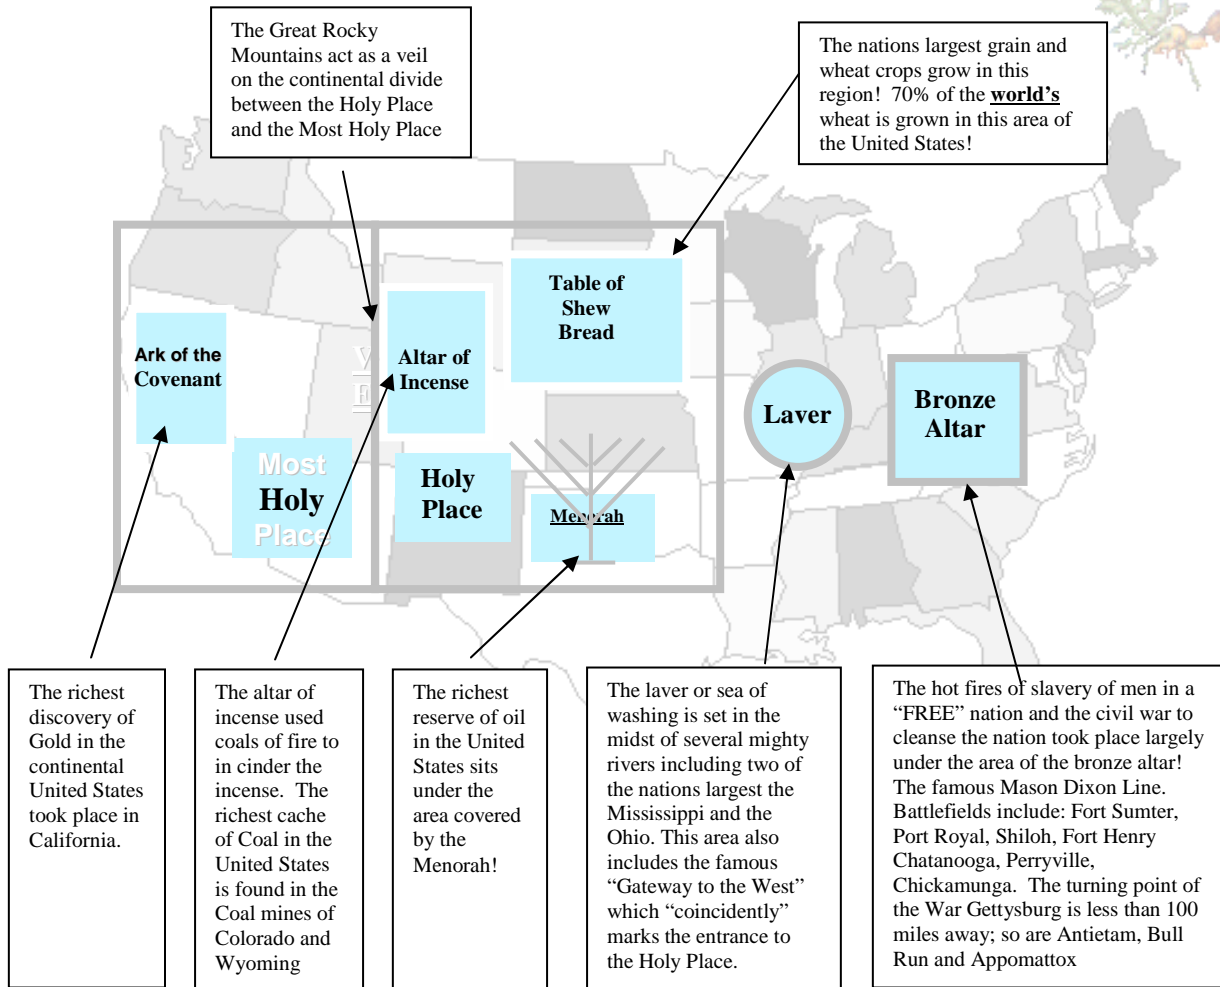 The Great Rocky
Mountains act as a veil
on the continental divide
between the Holy Place
and the Most Holy Place
The nations largest grain and
wheat crops grow in this
region! 70% of the world's
wheat is grown in this area of
the United States!
Ark of the
Covenant
V
E
Altar of
Incense
Table of
Shew
Bread
Laver
Bronze
Altar
Most
Holy
Place
Holy
Place
Menorah
The richest
discovery of
Gold in the
continental
United States
took place in
California.
The altar of
incense used
coals of fire to
in cinder the
incense. The
richest cache
of Coal in the
United States
is found in the
Coal mines of
Colorado and
Wyoming
The richest
reserve of oil
in the United
States sits
under the
area covered
by the
Menorah!
The laver or sea of
washing is set in the
midst of several mighty
rivers including two of
the nations largest the
Mississippi and the
Ohio. This area also
includes the famous
“Gateway to the West”
which “coincidently”
marks the entrance to
the Holy Place.
The hot fires of slavery of men in a
“FREE” nation and the civil war to
cleanse the nation took place largely
under the area of the bronze altar!
The famous Mason Dixon Line.
Battlefields include: Fort Sumter,
Port Royal, Shiloh, Fort Henry
Chatanooga, Perryville,
Chickamunga. The turning point of
the War Gettysburg is less than 100
miles away; so are Antietam, Bull
Run and Appomattox